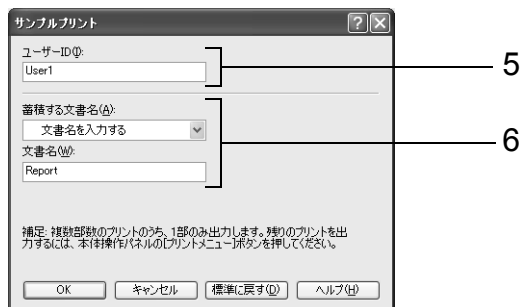 サンプルプリント
ユーザーID(I):
User1
5
蓄積する文書名(A):
文書名を入力する
6
文書名(W):
Report
補足: 複数部数のプリントのうち、1部のみ出力します。残りのプリントを出
力するには、本体操作パネルの[プリントメニュー]ボタンを押してください。
OK キャンセル 標準に戻す(D) ヘルプ(H)